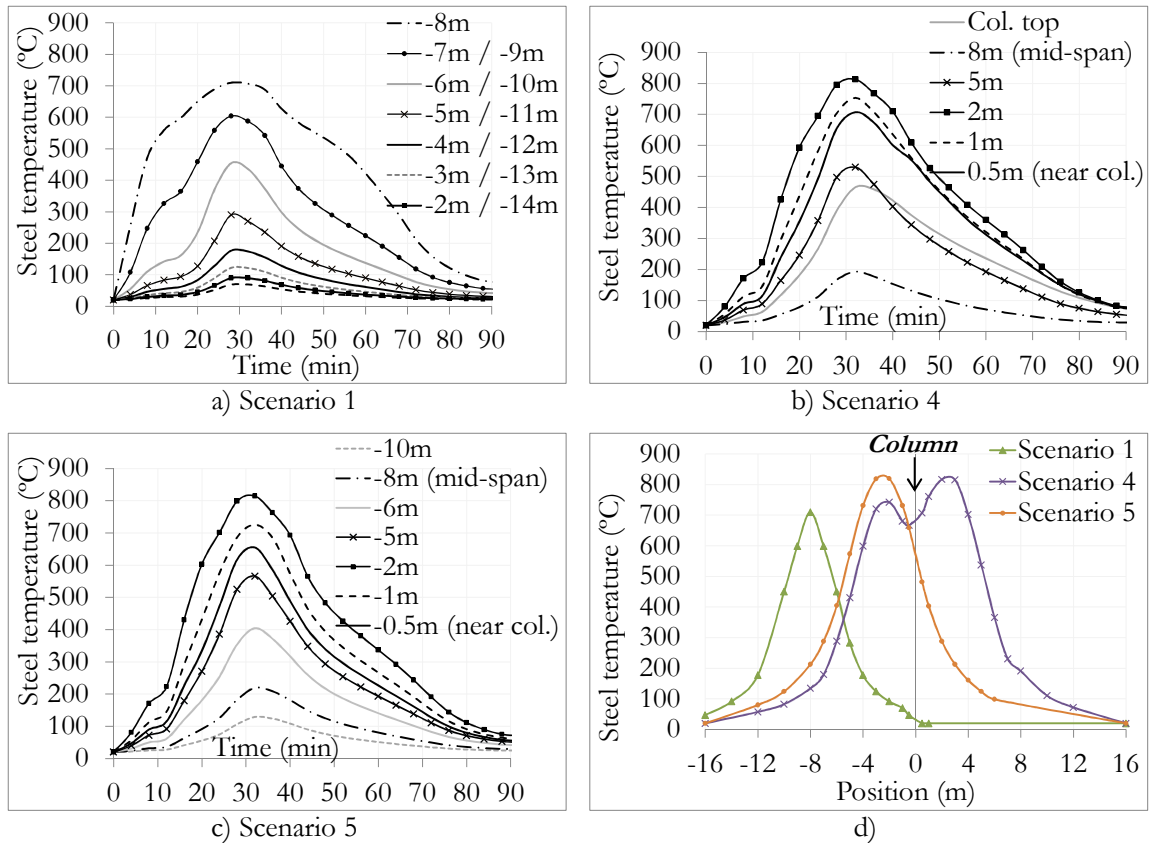 900
800
700
600
500
400
300
200
100
0
Steel temperature (ºC)
-8m
-7m / -9m
-6m / -10m
-5m / -11m
-4m / -12m
-3m / -13m
-2m / -14m
0 10 20 30 40 50 60 70 80 90
Time (min)
a) Scenario 1
900
800
700
600
500
400
300
200
100
0
Steel temperature (ºC)
Col. top
8m (mid-span)
5m
2m
1m
0.5m (near col.)
Time (min)
0 10 20 30 40 50 60 70 80 90
b) Scenario 4
900
800
700
600
500
400
300
200
100
0
Steel temperature (ºC)
-10m
-8m (mid-span)
-6m
-5m
-2m
-1m
-0.5m (near col.)
Time (min)
0 10 20 30 40 50 60 70 80 90
c) Scenario 5
900
800
700
600
500
400
300
200
100
0
Steel temperature (ºC)
Column
Scenario 1
Scenario 4
Scenario 5
-16 -12 -8 -4 0 4 8 12 16
Position (m)
d)